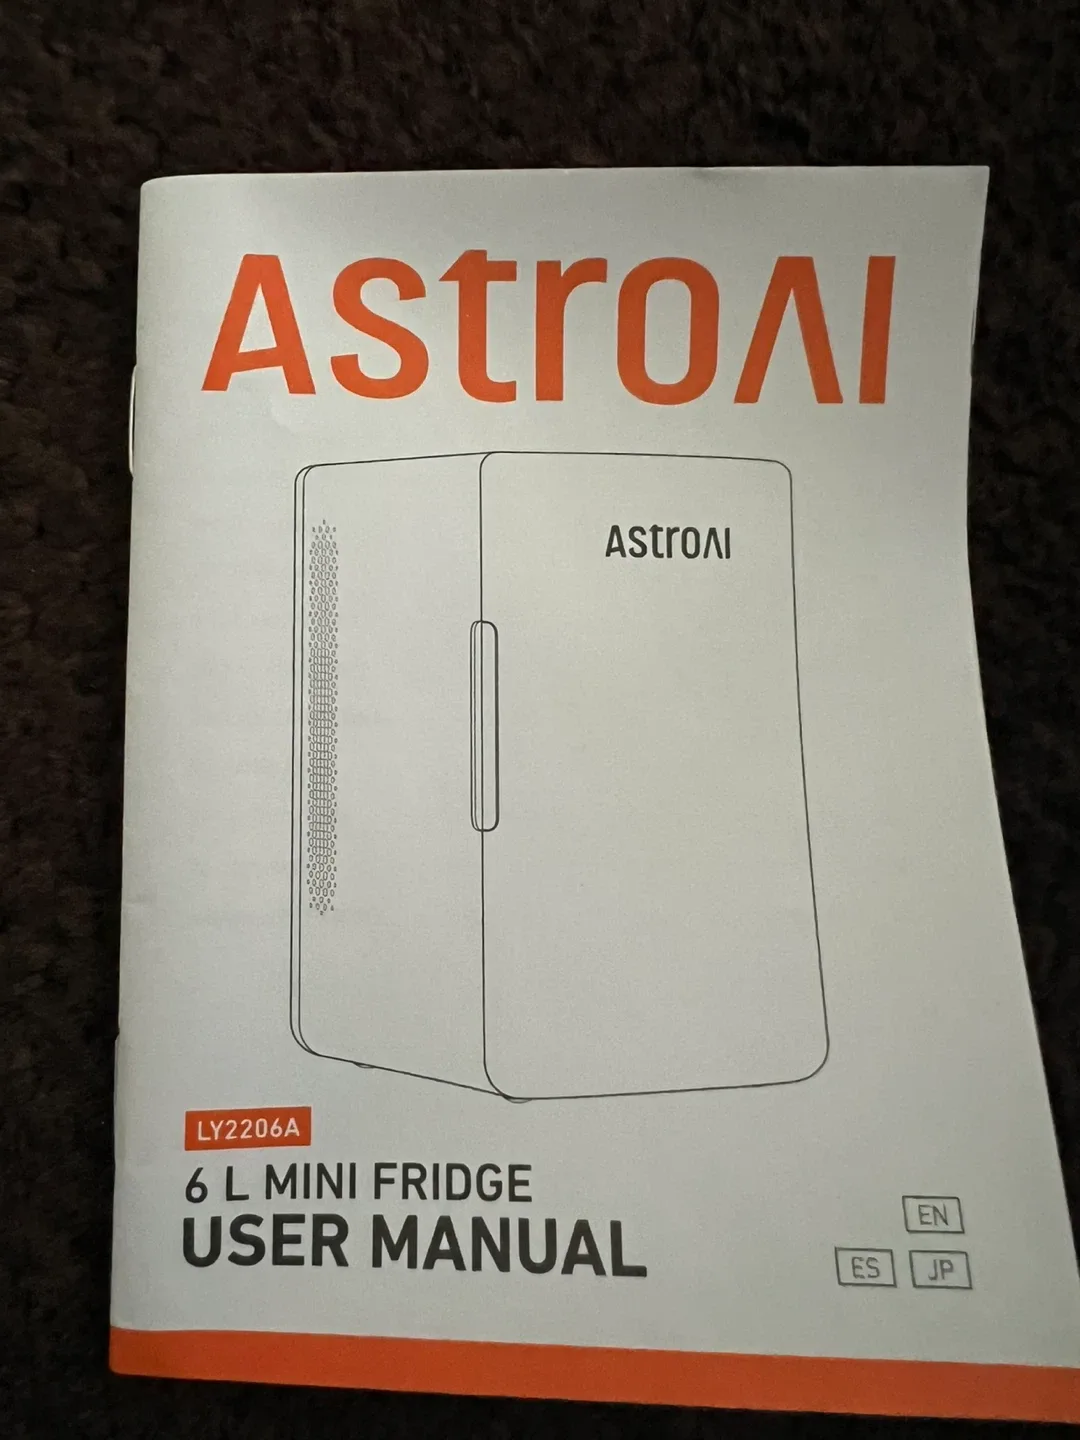 AstroAI
AstroAI
LY2206A
6 L MINI FRIDGE
USER MANUAL
EN
ES JP